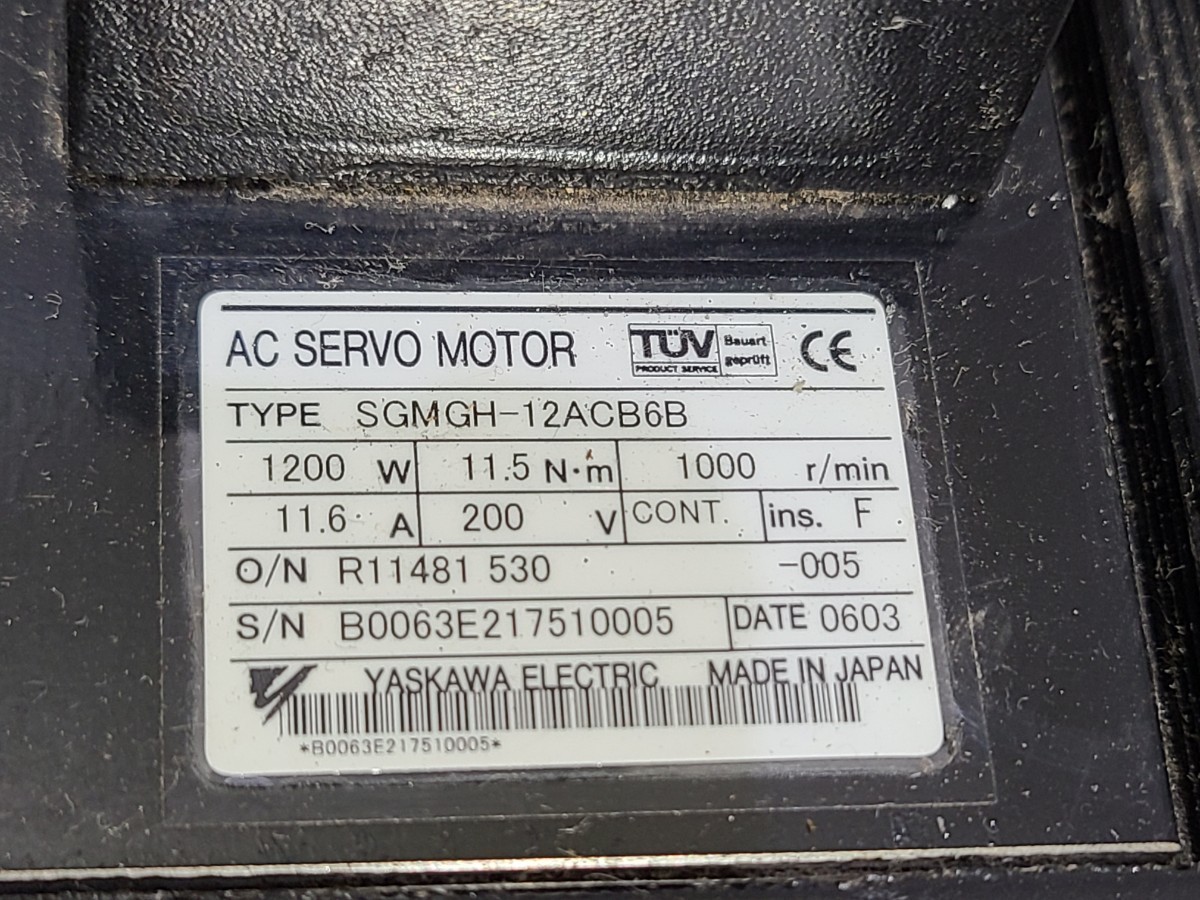 AC SERVO MOTOR TÜV PRODUCT SERVICE Bauart geprüft CE
TYPE SGMGH-12ACB6B
1200 W 11.5 N·m 1000 r/min
11.6 A 200 V CONT. ins. F
O/N R11481 530 -005
S/N B0063E217510005 DATE 0603
YASKAWA ELECTRIC MADE IN JAPAN
*B0063E217510005*